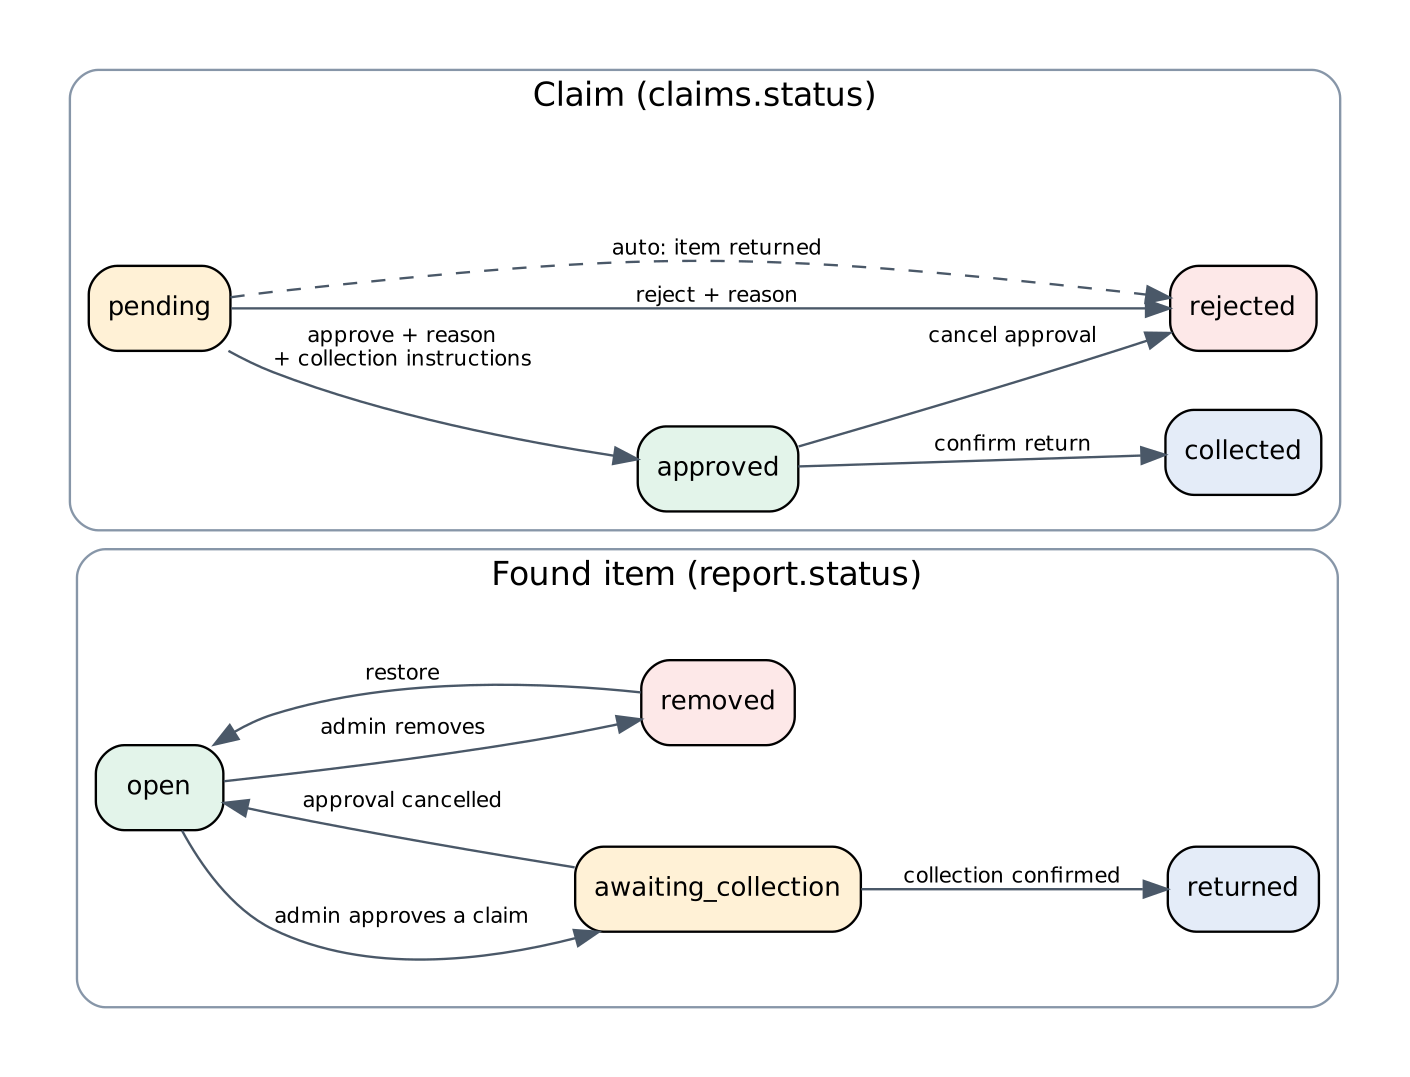 Claim (claims.status)
auto: item returned
pending
reject + reason
rejected
approve + reason
+ collection instructions
cancel approval
approved
confirm return
collected
Found item (report.status)
restore
removed
admin removes
open
approval cancelled
awaiting_collection
collection confirmed
returned
admin approves a claim